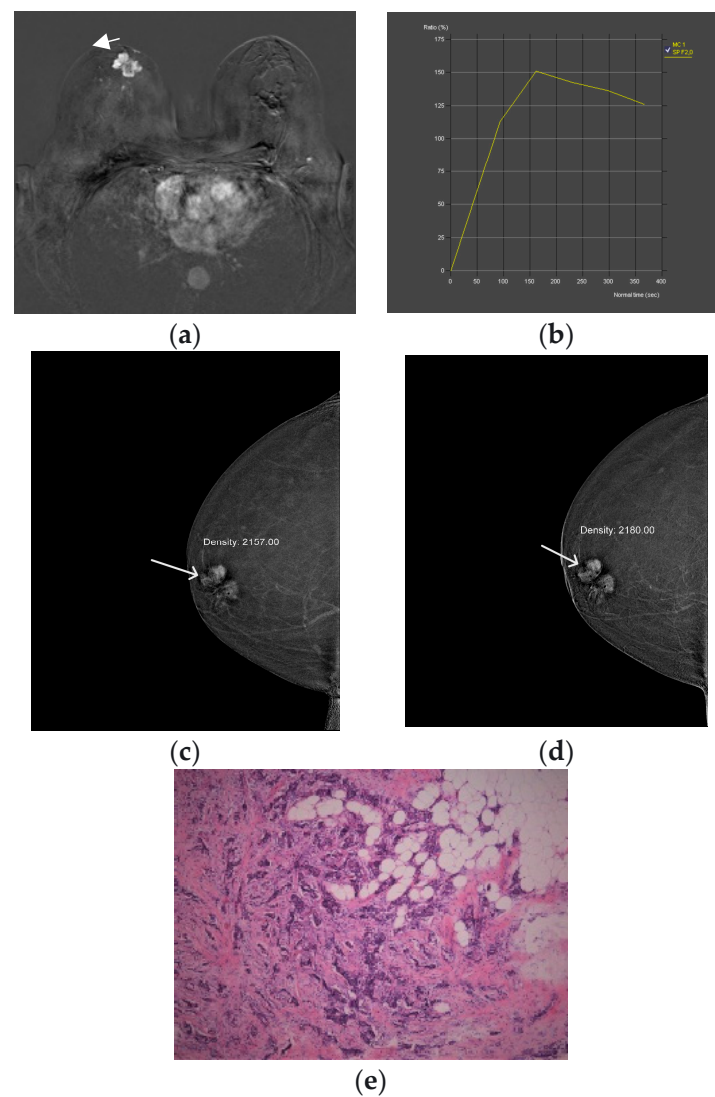 (a)
Ratio (%)
175
150
125
100
75
50
25
0
0 50 100 150 200 250 300 350 400
Normal time (sec)
MC 1
SP F2,0
(b)
Density: 2157.00
(c)
Density: 2180.00
(d)
(e)